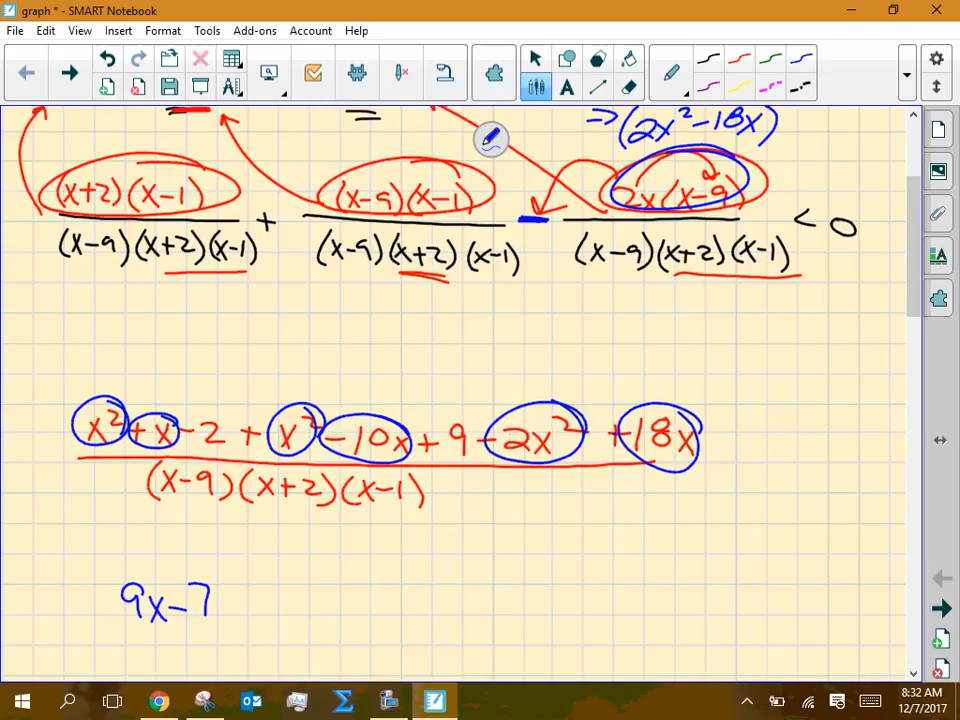 graph * - SMART Notebook
File Edit View Insert Format Tools Add-ons Account Help
⇒(2x²-18x)
(x+2)(x-1) (x-9)(x-1) 2x(x-9)
+ - < 0
(x-9)(x+2)(x-1) (x-9)(x+2)(x-1) (x-9)(x+2)(x-1)
x²+x-2+x²-10x+9-2x²+18x
(x-9)(x+2)(x-1)
9x-7
8:32 AM
12/7/2017